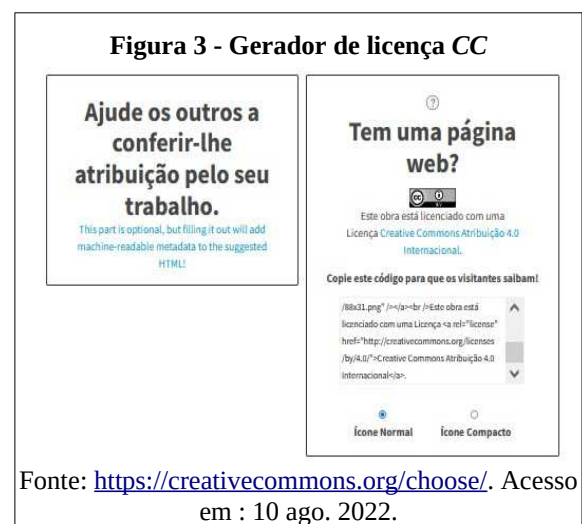 Figura 3 - Gerador de licença CC
Ajude os outros a
conferir-lhe
atribuição pelo seu
trabalho.
This part is optional, but filling it out will add
machine-readable metadata to the suggested
HTML!
?
Tem uma página
web?
cc
BY
Este obra está licenciado com uma
Licença Creative Commons Atribuição 4.0
Internacional.
Copie este código para que os visitantes saibam!
/88x31.png" /></a><br />Este obra está
licenciado com uma Licença <a rel="license"
href="http://creativecommons.org/licenses
/by/4.0/">Creative Commons Atribuição 4.0
Internacional</a>.
Ícone Normal Ícone Compacto
Fonte: https://creativecommons.org/choose/. Acesso
em : 10 ago. 2022.